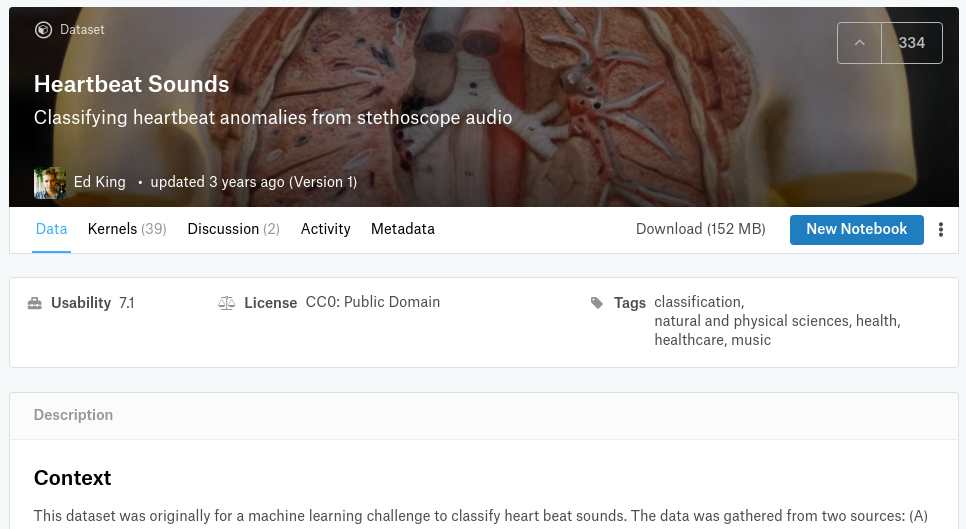 Dataset
334
Heartbeat Sounds
Classifying heartbeat anomalies from stethoscope audio
Ed King • updated 3 years ago (Version 1)
Data Kernels (39) Discussion (2) Activity Metadata Download (152 MB) New Notebook
Usability 7.1 License CC0: Public Domain Tags classification,
natural and physical sciences, health,
healthcare, music
Description
Context
This dataset was originally for a machine learning challenge to classify heart beat sounds. The data was gathered from two sources: (A)